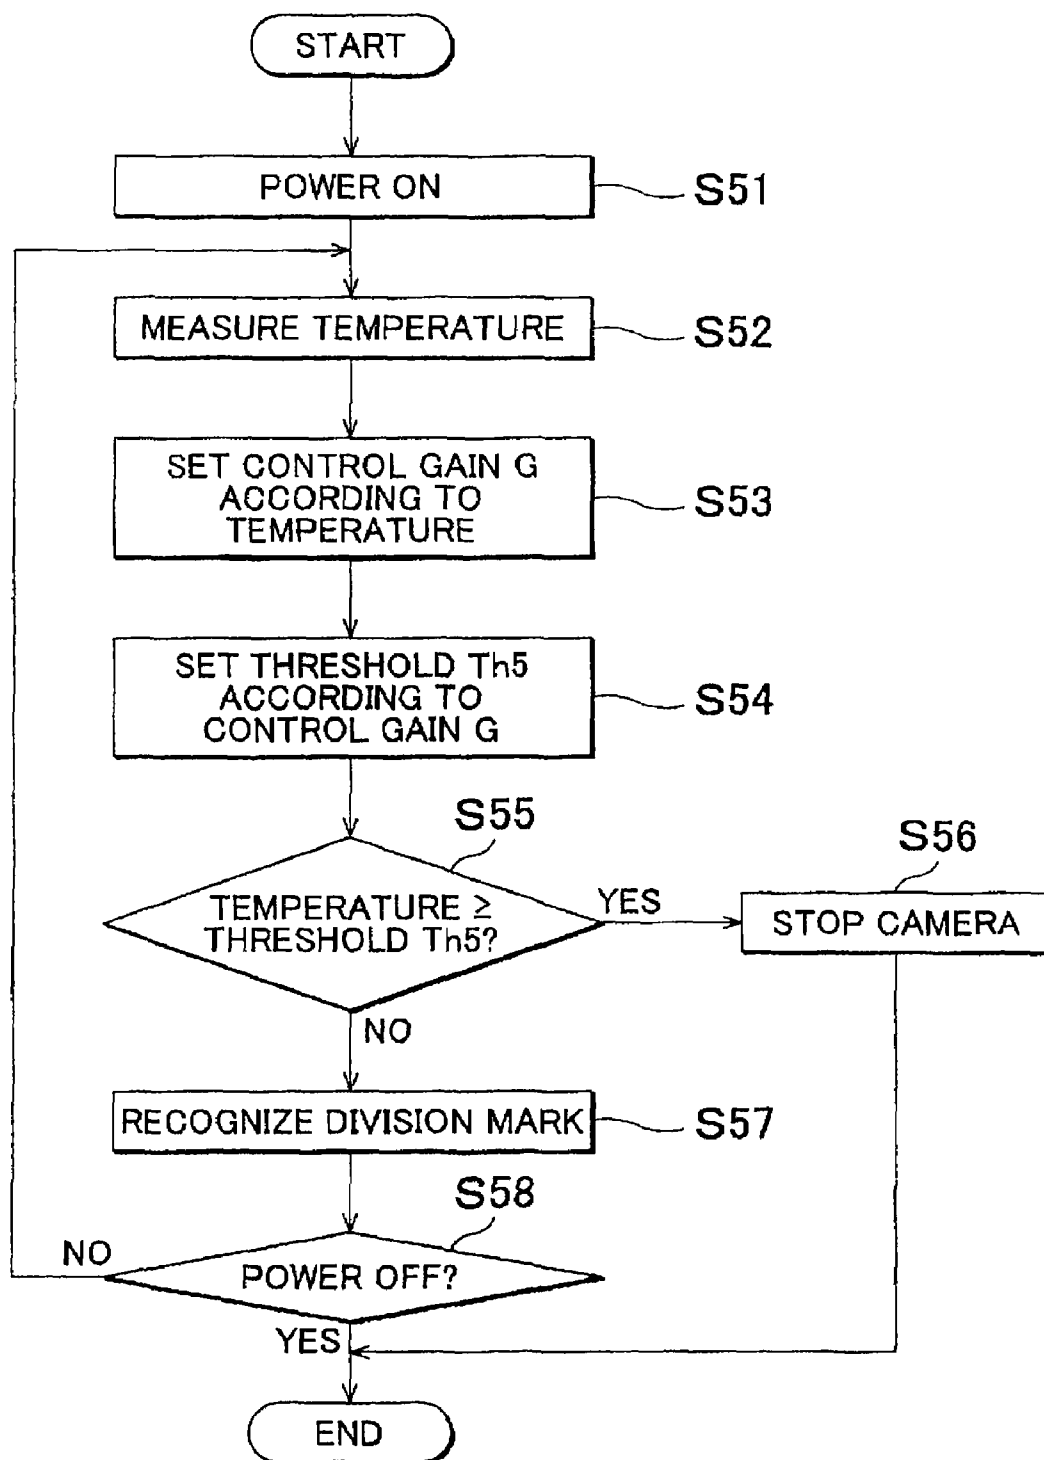 START
POWER ON
S51
MEASURE TEMPERATURE
S52
SET CONTROL GAIN G
ACCORDING TO
TEMPERATURE
S53
SET THRESHOLD Th5
ACCORDING TO
CONTROL GAIN G
S54
S55
TEMPERATURE ≥
THRESHOLD Th5?
YES
S56
STOP CAMERA
NO
RECOGNIZE DIVISION MARK
S57
S58
NO
POWER OFF?
YES
END